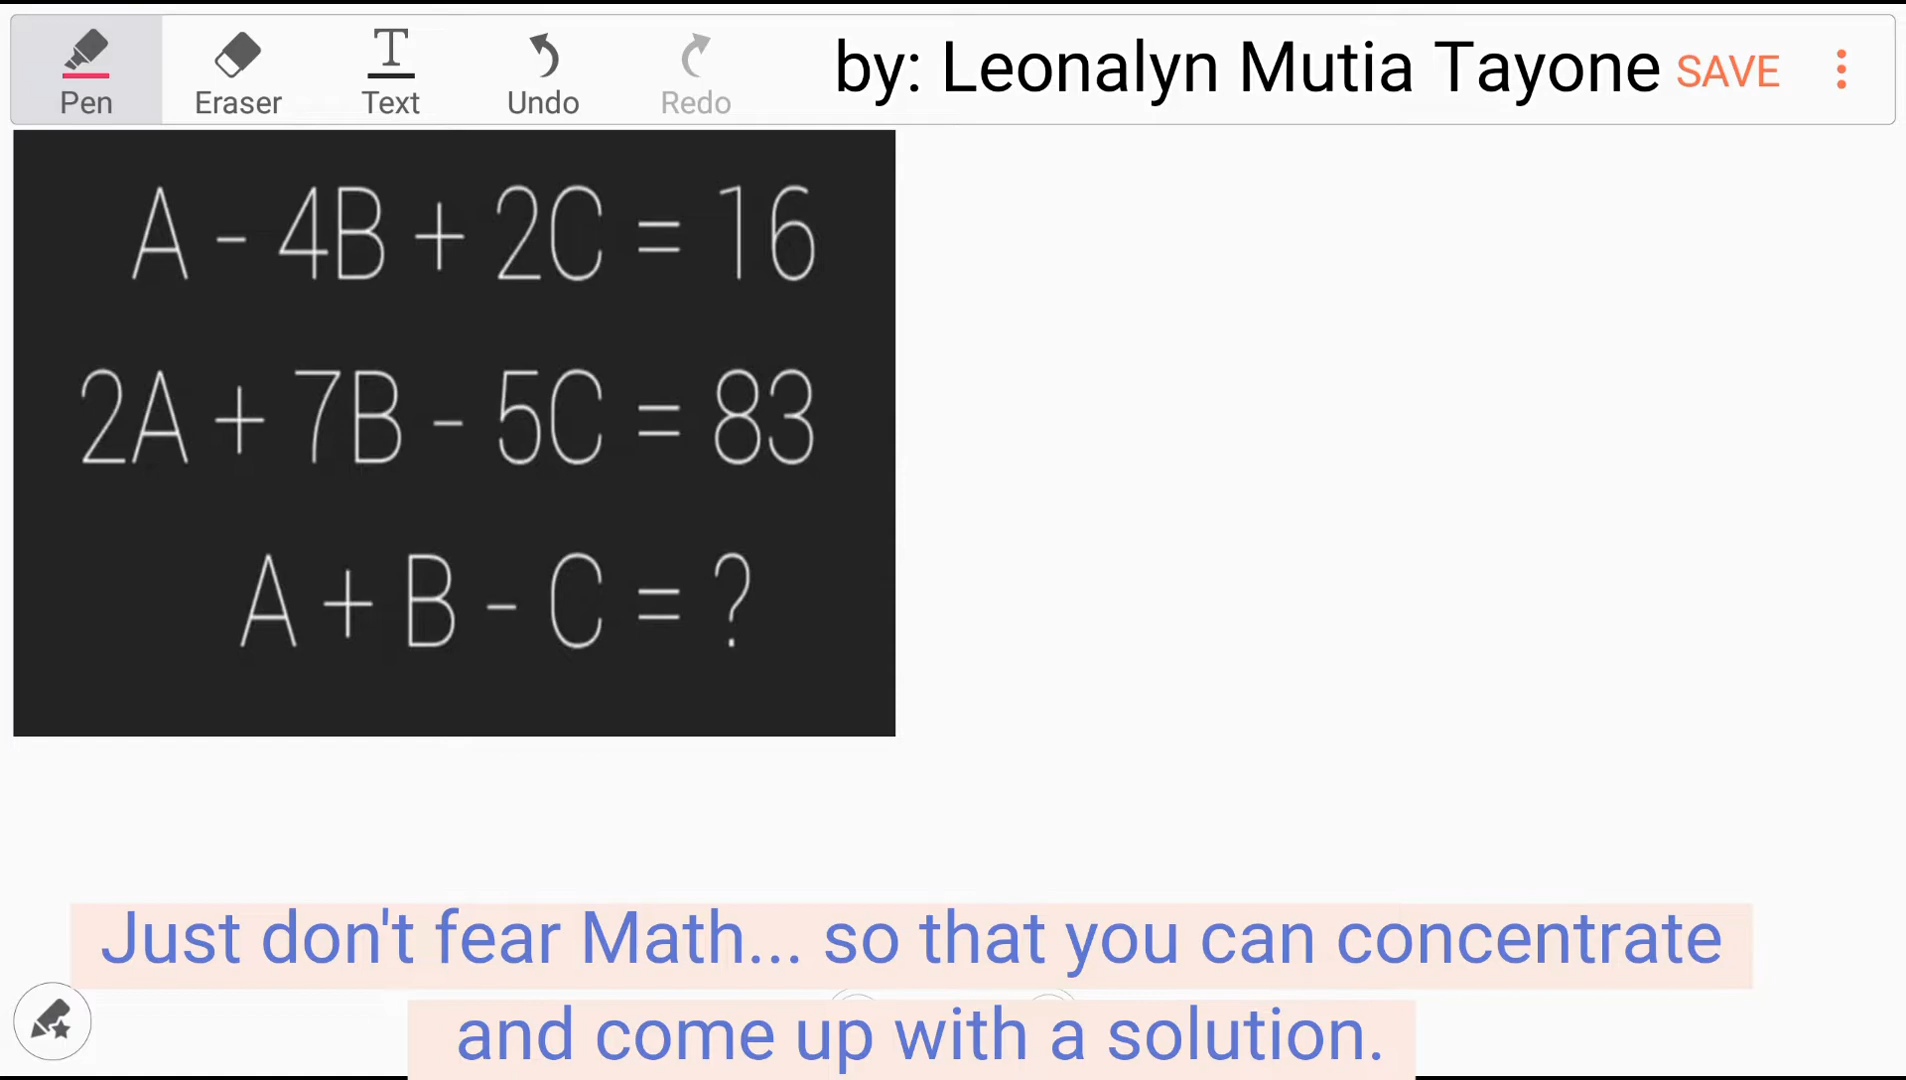 Pen
Eraser
Text
Undo
Redo
by: Leonalyn Mutia Tayone
SAVE
A - 4B + 2C = 16
2A + 7B - 5C = 83
A + B - C = ?
Just don't fear Math... so that you can concentrate
and come up with a solution.